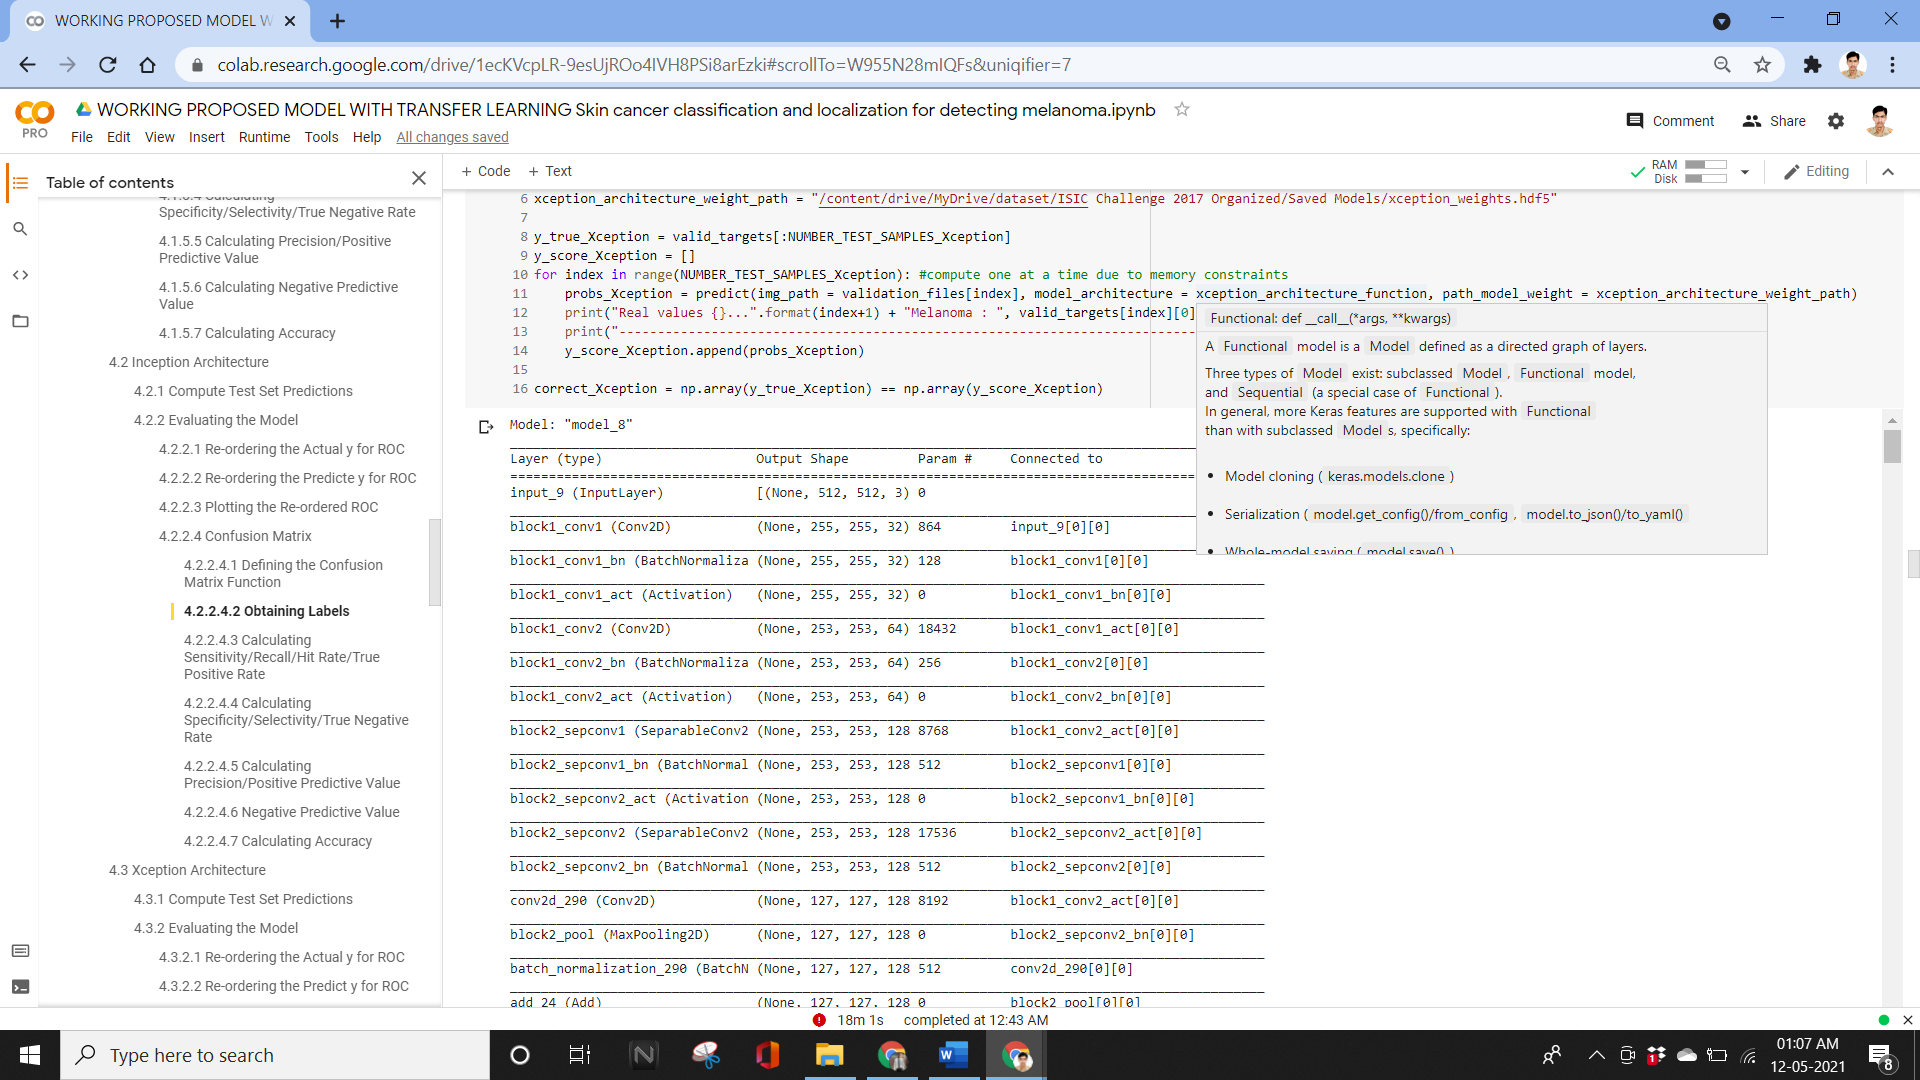 WORKING PROPOSED MODEL W
colab.research.google.com/drive/1ecKVcpLR-9esUjROo4IVH8PSi8arEzki#scrollTo=W955N28mIQFs&uniqifier=7
PRO
WORKING PROPOSED MODEL WITH TRANSFER LEARNING Skin cancer classification and localization for detecting melanoma.ipynb
Comment
Share
File Edit View Insert Runtime Tools Help All changes saved
Table of contents
+ Code + Text
RAM
Disk
Editing
4.1.5.4 Calculating
Specificity/Selectivity/True Negative Rate
4.1.5.5 Calculating Precision/Positive
Predictive Value
4.1.5.6 Calculating Negative Predictive
Value
4.1.5.7 Calculating Accuracy
4.2 Inception Architecture
4.2.1 Compute Test Set Predictions
4.2.2 Evaluating the Model
4.2.2.1 Re-ordering the Actual y for ROC
4.2.2.2 Re-ordering the Predicte y for ROC
4.2.2.3 Plotting the Re-ordered ROC
4.2.2.4 Confusion Matrix
4.2.2.4.1 Defining the Confusion
Matrix Function
4.2.2.4.2 Obtaining Labels
4.2.2.4.3 Calculating
Sensitivity/Recall/Hit Rate/True
Positive Rate
4.2.2.4.4 Calculating
Specificity/Selectivity/True Negative
Rate
4.2.2.4.5 Calculating
Precision/Positive Predictive Value
4.2.2.4.6 Negative Predictive Value
4.2.2.4.7 Calculating Accuracy
4.3 Xception Architecture
4.3.1 Compute Test Set Predictions
4.3.2 Evaluating the Model
4.3.2.1 Re-ordering the Actual y for ROC
4.3.2.2 Re-ordering the Predict y for ROC
6 xception_architecture_weight_path = "/content/drive/MyDrive/dataset/ISIC Challenge 2017 Organized/Saved Models/xception_weights.hdf5"
7
8 y_true_Xception = valid_targets[:NUMBER_TEST_SAMPLES_Xception]
9 y_score_Xception = []
10 for index in range(NUMBER_TEST_SAMPLES_Xception): #compute one at a time due to memory constraints
11 probs_Xception = predict(img_path = validation_files[index], model_architecture = xception_architecture_function, path_model_weight = xception_architecture_weight_path)
12 print("Real values {}...".format(index+1) + "Melanoma : ", valid_targets[index][0]
13 print("---------------------------------------------------------------------------
14 y_score_Xception.append(probs_Xception)
15
16 correct_Xception = np.array(y_true_Xception) == np.array(y_score_Xception)
Functional: def __call__(*args, **kwargs)
A Functional model is a Model defined as a directed graph of layers.
Three types of Model exist: subclassed Model , Functional model,
and Sequential (a special case of Functional ).
In general, more Keras features are supported with Functional
than with subclassed Model s, specifically:
• Model cloning ( keras.models.clone )
• Serialization ( model.get_config()/from_config , model.to_json()/to_yaml()
• Whole-model saving ( model.save() )
Model: "model_8"
Layer (type) Output Shape Param # Connected to
input_9 (InputLayer) [(None, 512, 512, 3) 0
block1_conv1 (Conv2D) (None, 255, 255, 32) 864 input_9[0][0]
block1_conv1_bn (BatchNormaliza (None, 255, 255, 32) 128 block1_conv1[0][0]
block1_conv1_act (Activation) (None, 255, 255, 32) 0 block1_conv1_bn[0][0]
block1_conv2 (Conv2D) (None, 253, 253, 64) 18432 block1_conv1_act[0][0]
block1_conv2_bn (BatchNormaliza (None, 253, 253, 64) 256 block1_conv2[0][0]
block1_conv2_act (Activation) (None, 253, 253, 64) 0 block1_conv2_bn[0][0]
block2_sepconv1 (SeparableConv2 (None, 253, 253, 128 8768 block1_conv2_act[0][0]
block2_sepconv1_bn (BatchNormal (None, 253, 253, 128 512 block2_sepconv1[0][0]
block2_sepconv2_act (Activation (None, 253, 253, 128 0 block2_sepconv1_bn[0][0]
block2_sepconv2 (SeparableConv2 (None, 253, 253, 128 17536 block2_sepconv2_act[0][0]
block2_sepconv2_bn (BatchNormal (None, 253, 253, 128 512 block2_sepconv2[0][0]
conv2d_290 (Conv2D) (None, 127, 127, 128 8192 block1_conv2_act[0][0]
block2_pool (MaxPooling2D) (None, 127, 127, 128 0 block2_sepconv2_bn[0][0]
batch_normalization_290 (BatchN (None, 127, 127, 128 512 conv2d_290[0][0]
add_24 (Add) (None, 127, 127, 128 0 block2_pool[0][0]
18m 1s completed at 12:43 AM
Type here to search
01:07 AM
12-05-2021
8